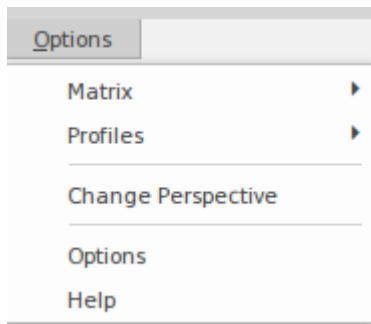 Options
Matrix
Profiles
Change Perspective
Options
Help